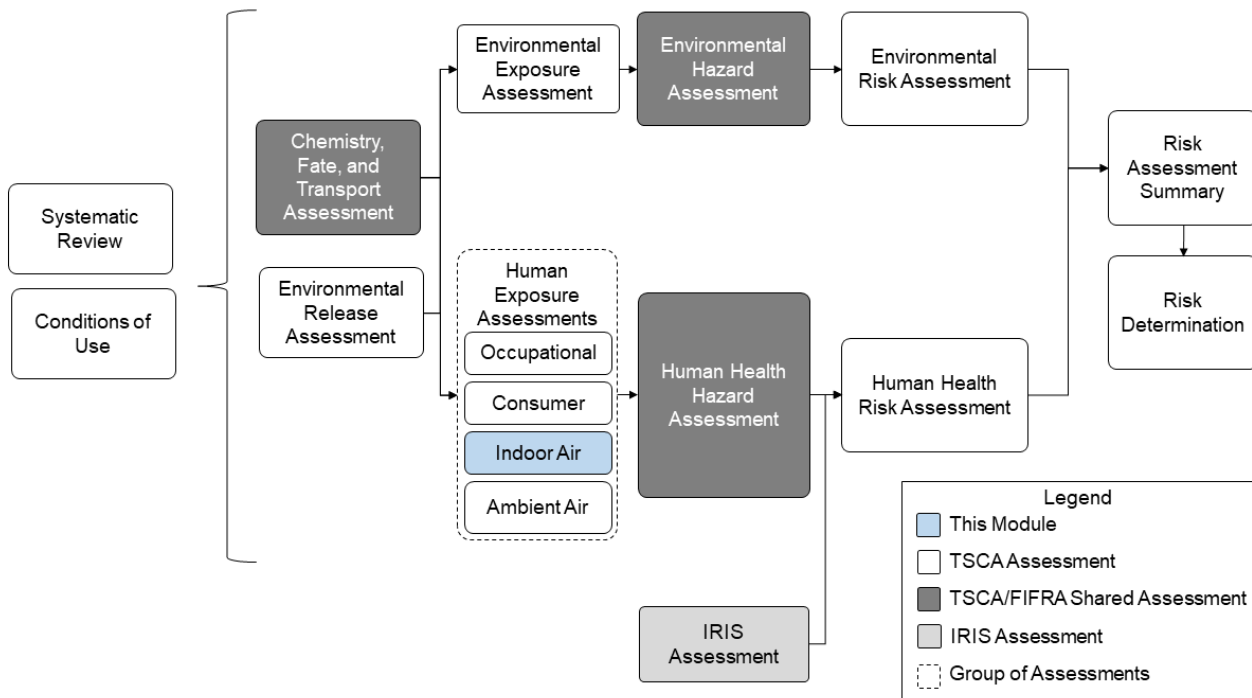 Systematic
Review
Conditions of
Use
Chemistry,
Fate, and
Transport
Assessment
Environmental
Release
Assessment
Environmental
Exposure
Assessment
Human
Exposure
Assessments
Occupational
Consumer
Indoor Air
Ambient Air
Environmental
Hazard
Assessment
Human Health
Hazard
Assessment
IRIS
Assessment
Environmental
Risk Assessment
Human Health
Risk Assessment
Risk
Assessment
Summary
Risk
Determination
Legend
This Module
TSCA Assessment
TSCA/FIFRA Shared Assessment
IRIS Assessment
Group of Assessments